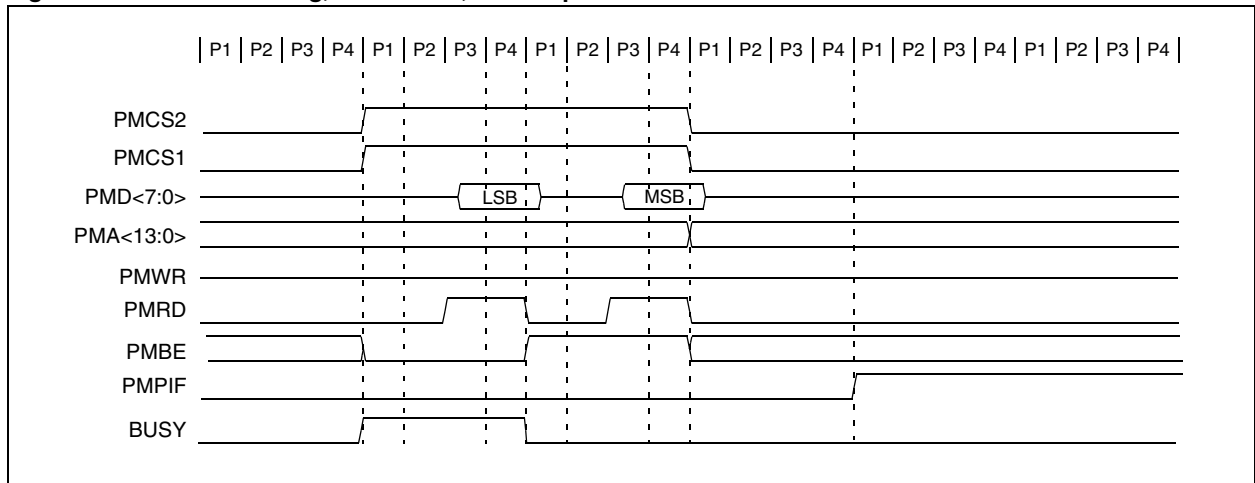 P1 P2 P3 P4 P1 P2 P3 P4 P1 P2 P3 P4 P1 P2 P3 P4 P1 P2 P3 P4 P1 P2 P3 P4
PMCS2
PMCS1
PMD<7:0> LSB MSB
PMA<13:0>
PMWR
PMRD
PMBE
PMPIF
BUSY